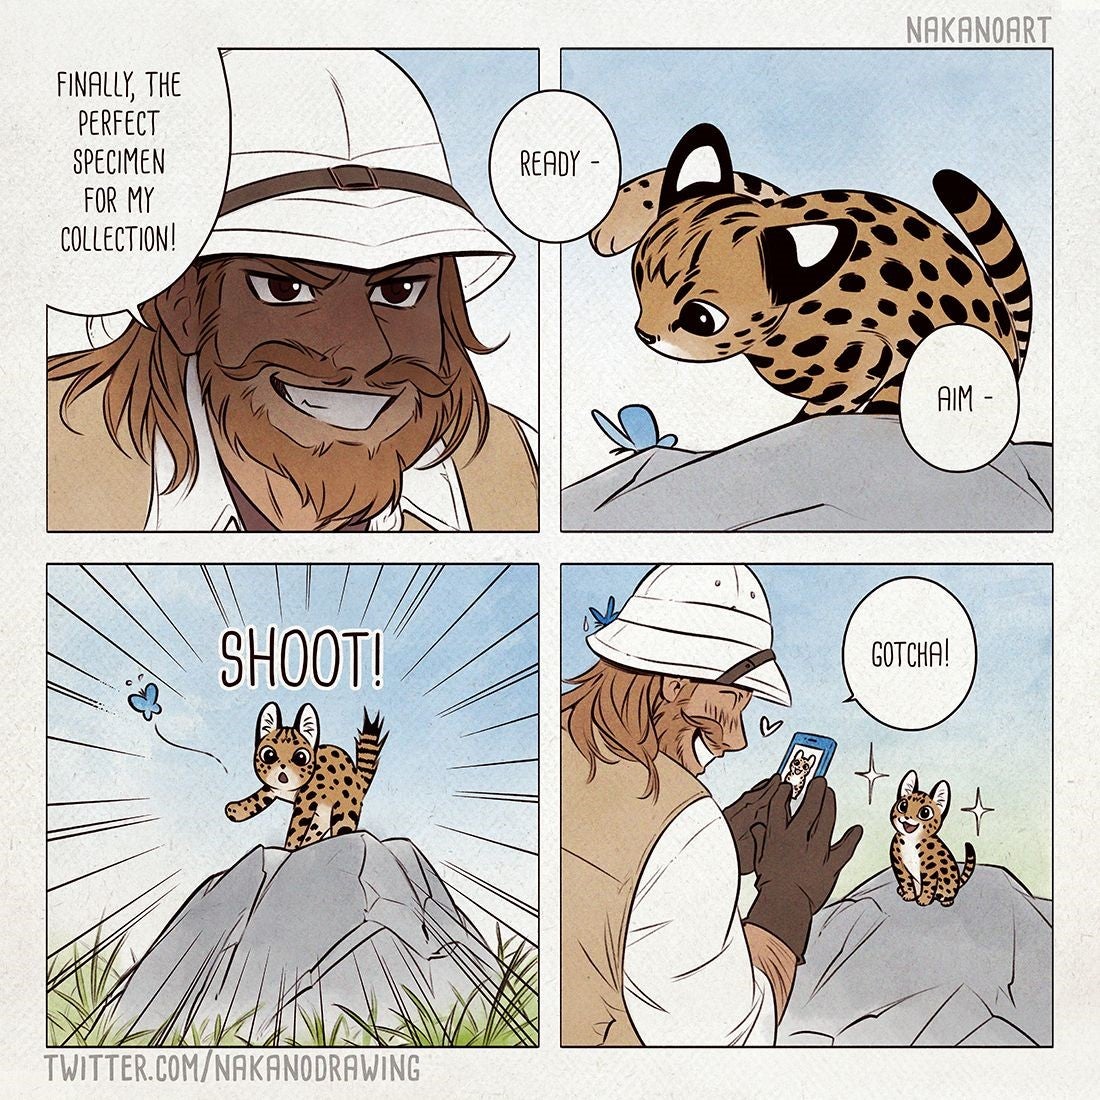 NAKANOART
FINALLY, THE
PERFECT
SPECIMEN
FOR MY
COLLECTION!
READY -
AIM -
SHOOT!
GOTCHA!
TWITTER.COM/NAKANODRAWING